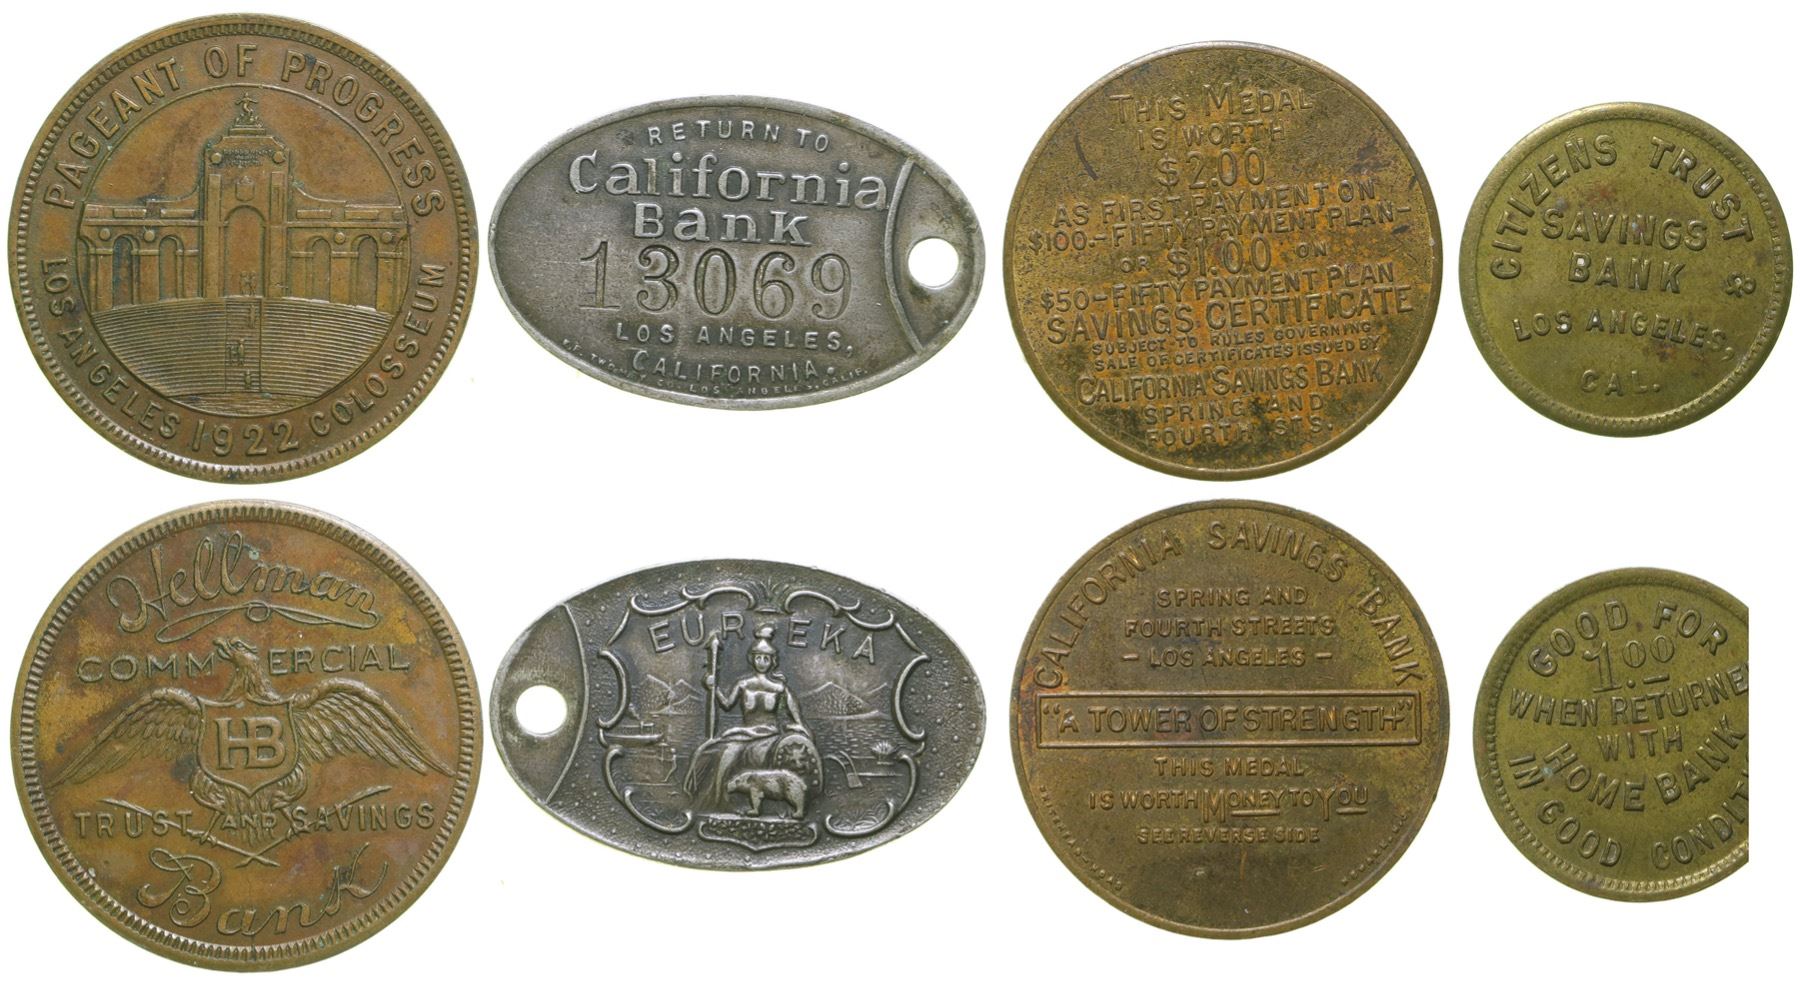 PAGEANT OF PROGRESS
LOS ANGELES 1922 COLOSSEUM
RETURN TO
California
Bank
13069
LOS ANGELES,
CALIFORNIA.
LOS ANGELES, CALIF.
THIS MEDAL
IS WORTH
$2.00
AS FIRST PAYMENT ON
$100.–FIFTY PAYMENT PLAN–
OR $1.00 ON
$50–FIFTY PAYMENT PLAN
SAVINGS CERTIFICATE
SUBJECT TO RULES GOVERNING
SALE OF CERTIFICATES ISSUED BY
CALIFORNIA SAVINGS BANK
SPRING AND
FOURTH STS.
CITIZENS TRUST &
SAVINGS
BANK
LOS ANGELES,
CAL.
Hellman
COMMERCIAL
HB
TRUST AND SAVINGS
Bank
EUREKA
CALIFORNIA SAVINGS BANK
SPRING AND
FOURTH STREETS
– LOS ANGELES –
"A TOWER OF STRENGTH"
THIS MEDAL
IS WORTH MONEY TO YOU
SEE REVERSE SIDE
GOOD FOR
1.00
WHEN RETURNE
WITH
HOME BANK
IN GOOD CONDIT